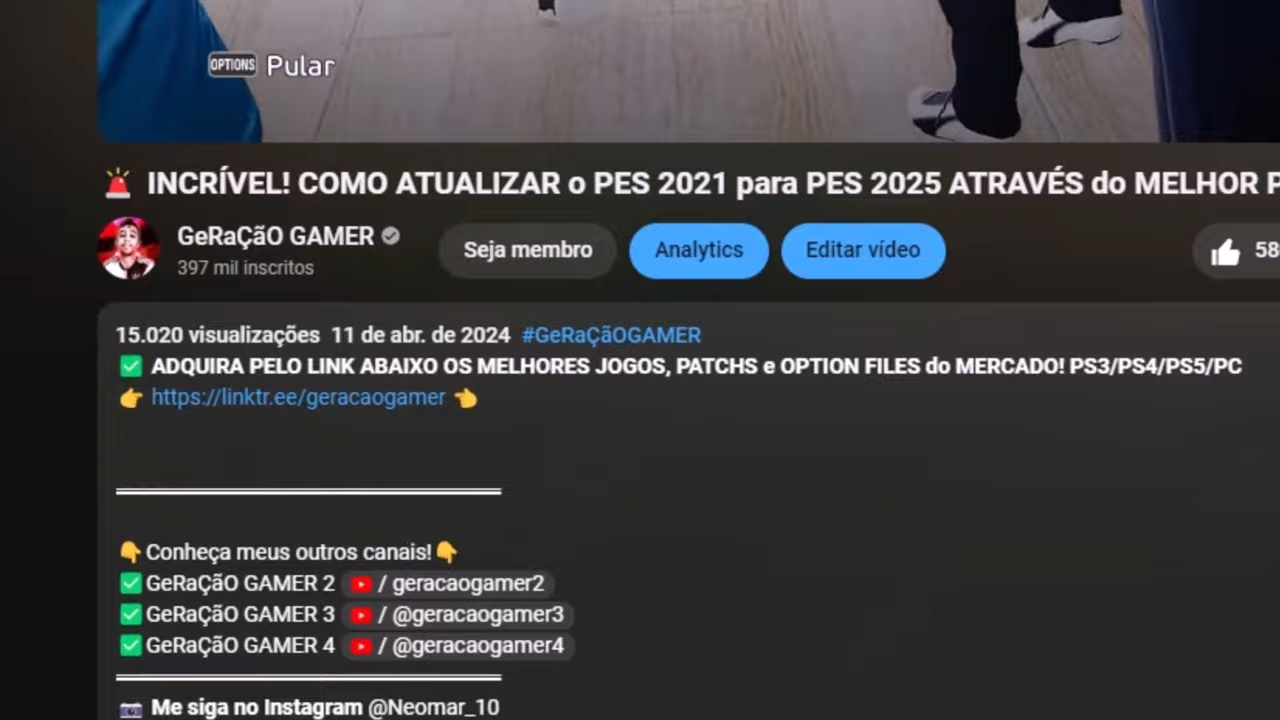 OPTIONS Pular
🚨 INCRÍVEL! COMO ATUALIZAR o PES 2021 para PES 2025 ATRAVÉS do MELHOR P
GeRaÇãO GAMER
397 mil inscritos
Seja membro
Analytics
Editar vídeo
58
15.020 visualizações 11 de abr. de 2024 #GeRaÇãOGAMER
✅ ADQUIRA PELO LINK ABAIXO OS MELHORES JOGOS, PATCHS e OPTION FILES do MERCADO! PS3/PS4/PS5/PC
👉 https://linktr.ee/geracaogamer 👈
👇Conheça meus outros canais!👇
✅GeRaÇãO GAMER 2 / geracaogamer2
✅GeRaÇãO GAMER 3 / @geracaogamer3
✅GeRaÇãO GAMER 4 / @geracaogamer4
📷 Me siga no Instagram @Neomar_10